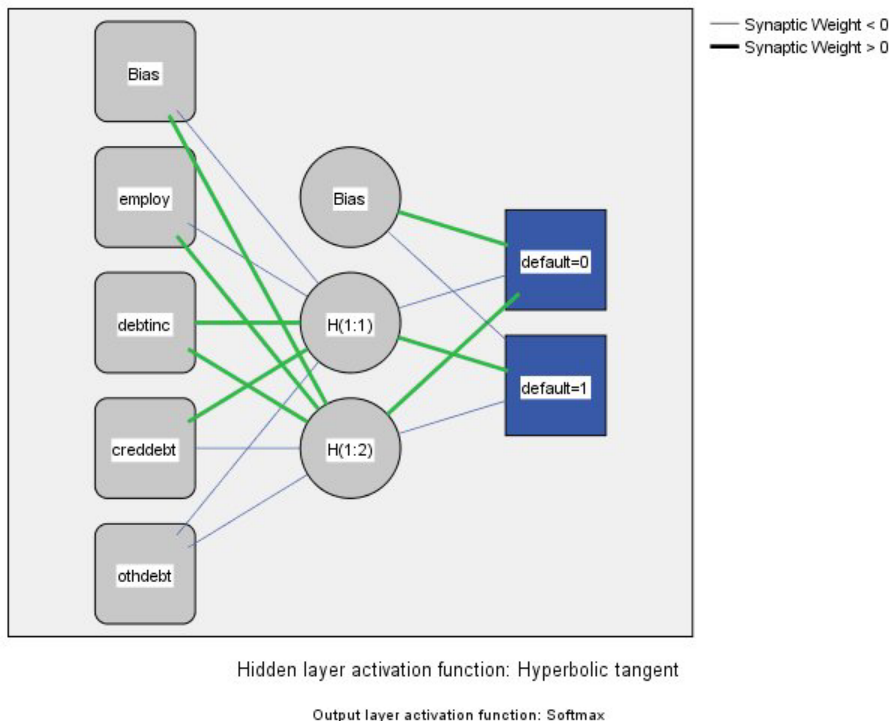 Synaptic Weight < 0
Synaptic Weight > 0
Bias
employ
debtinc
creddebt
othdebt
Bias
H(1:1)
H(1:2)
default=0
default=1
Hidden layer activation function: Hyperbolic tangent
Output layer activation function: Softmax